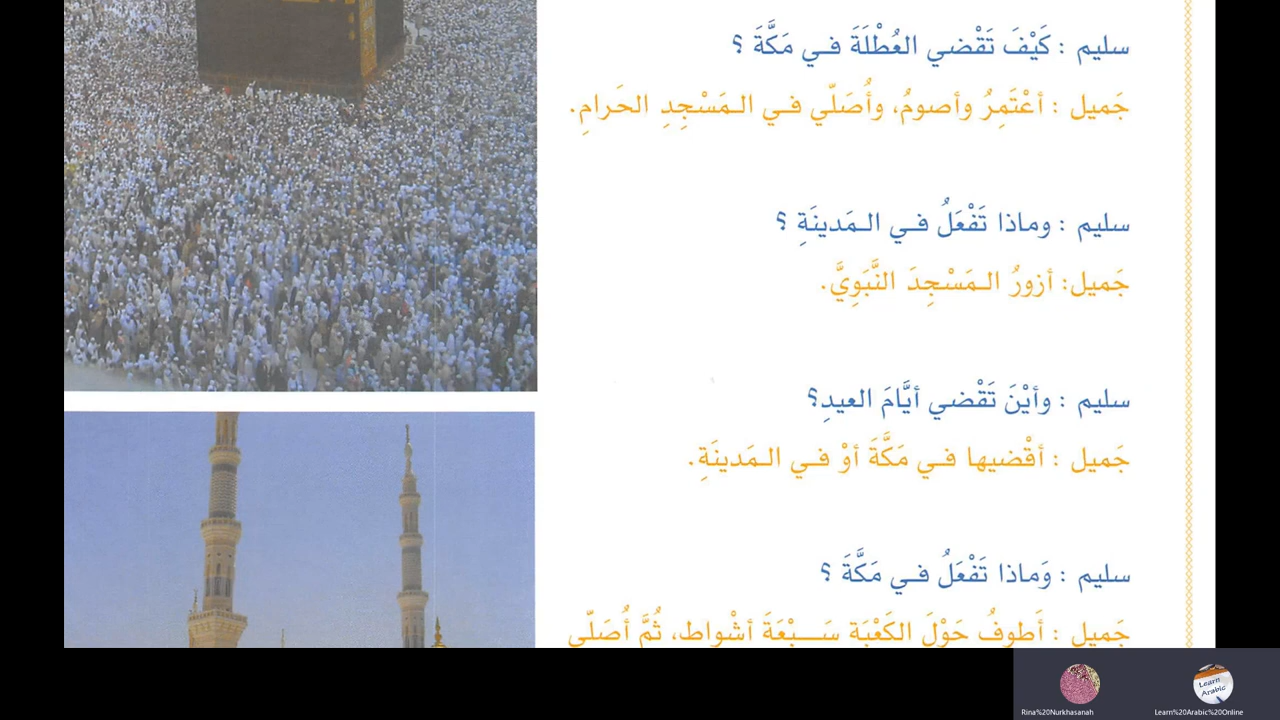 سليم : كَيْفَ تَقْضي العُطْلَةَ في مَكَّةَ ؟
جَميل : أعْتَمِرُ وأصومُ، وأُصَلّي في المَسْجِدِ الحَرامِ.
سليم : وماذا تَفْعَلُ في المَدينَةِ ؟
جَميل: أزورُ المَسْجِدَ النَّبَوِيَّ.
سليم : وأيْنَ تَقْضي أيَّامَ العيدِ؟
جَميل : أقْضيها في مَكَّةَ أوْ في المَدينَةِ.
سليم : وَماذا تَفْعَلُ في مَكَّةَ ؟
جَميل : أَطوفُ حَوْلَ الكَعْبَة سَبْعَةَ أشْواط، ثُمَّ أُصَلّي
Learn Arabic
Rina%20Nurkhasanah
Learn%20Arabic%20Online